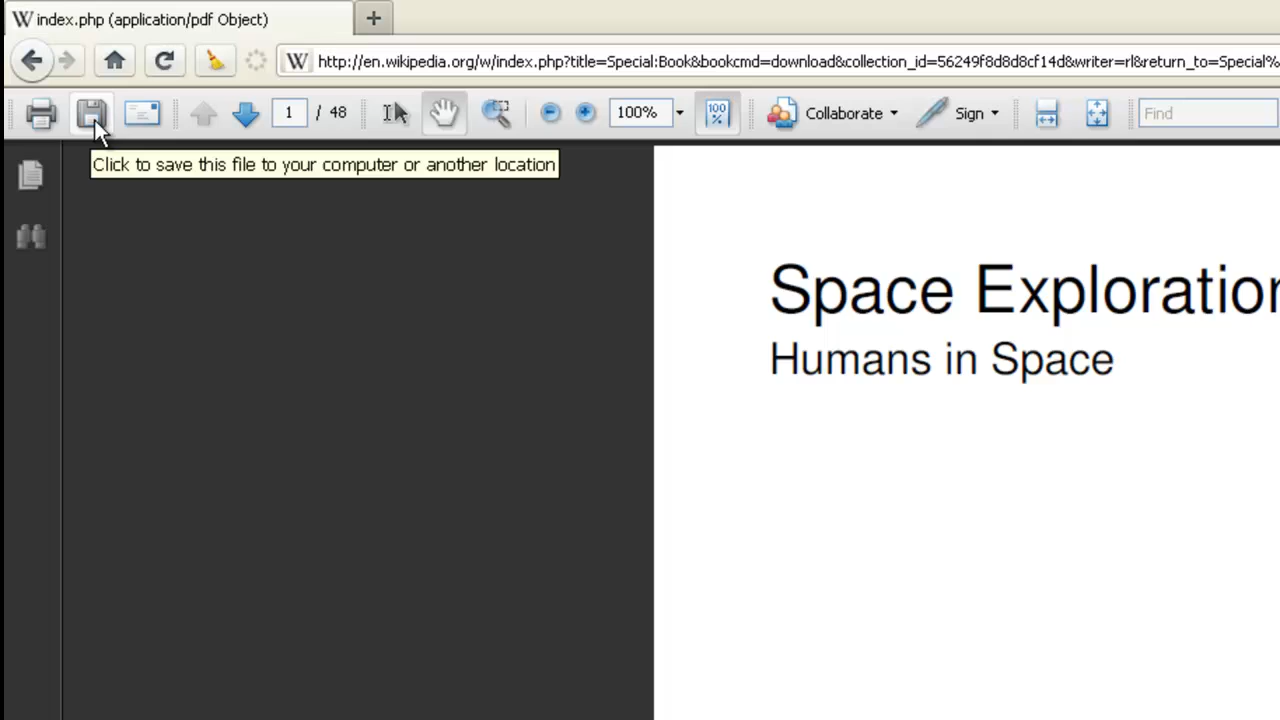 W index.php (application/pdf Object)
W http://en.wikipedia.org/w/index.php?title=Special:Book&bookcmd=download&collection_id=56249f8d8d8cf14d&writer=rl&return_to=Special%
1 / 48 100% 100 % Collaborate Sign Find
Click to save this file to your computer or another location
Space Exploration
Humans in Space